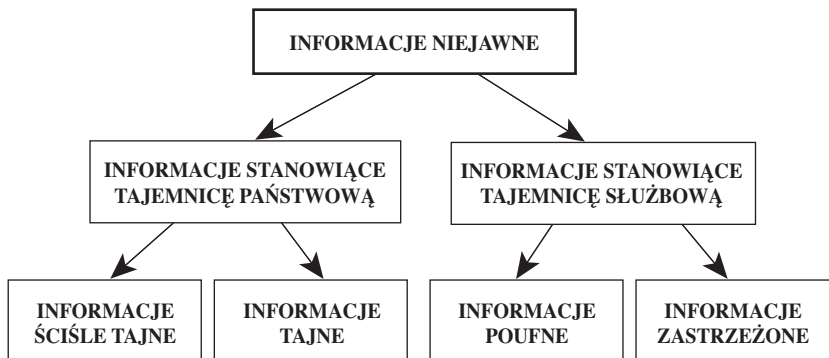 INFORMACJE NIEJAWNE
INFORMACJE STANOWIĄCE
TAJEMNICĘ PAŃSTWOWĄ
INFORMACJE STANOWIĄCE
TAJEMNICĘ SŁUŻBOWĄ
INFORMACJE
ŚCIŚLE TAJNE
INFORMACJE
TAJNE
INFORMACJE
POUFNE
INFORMACJE
ZASTRZEŻONE